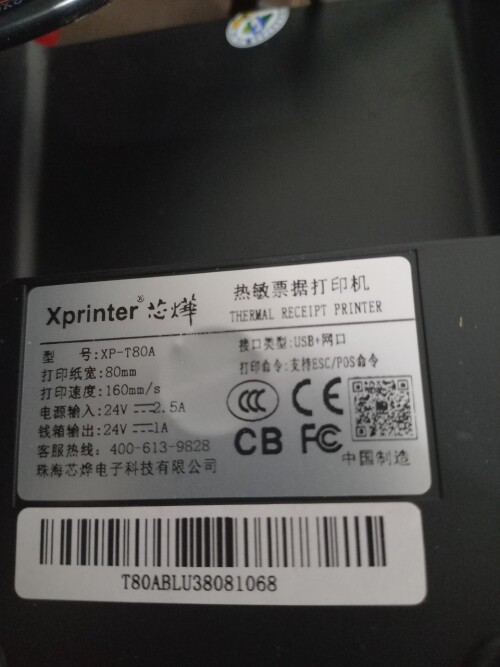 Xprinter® 芯烨
热敏票据打印机
THERMAL RECEIPT PRINTER
型 号:XP-T80A
打印纸宽:80mm
打印速度:160mm/s
电源输入:24V⎓2.5A
钱箱输出:24V⎓1A
客服热线:400-613-9828
珠海芯烨电子科技有限公司
接口类型:USB+网口
打印命令:支持ESC/POS命令
CCC CE
CB FC
中国制造
T80ABLU38081068